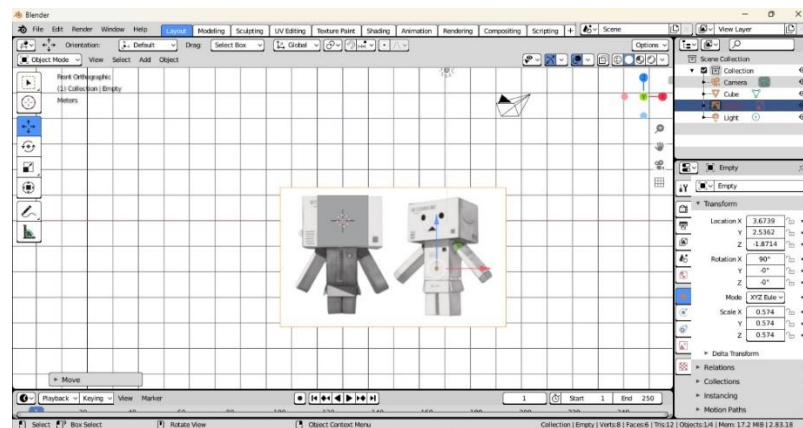 Blender
File Edit Render Window Help Layout Modeling Sculpting UV Editing Texture Paint Shading Animation Rendering Compositing Scripting + Scene View Layer
Orientation: Default Drag: Select Box Global Options
Object Mode View Select Add Object
Scene Collection
Collection
Camera
Cube
Light
Front Orthographic
(1) Collection | Empty
Meters
Empty
Empty
Transform
Location X 3.6739
Y 2.5362
Z -1.8714
Rotation X 90°
Y -0°
Z -0°
Mode XYZ Eule
Scale X 0.574
Y 0.574
Z 0.574
Delta Transform
Relations
Collections
Instancing
Motion Paths
Move
Playback Keying View Marker 1 Start 1 End 250
Select Box Select Rotate View Object Context Menu Collection | Empty | Verts:8 | Faces:6 | Tris:12 | Objects:1/4 | Mem: 17.2 MiB | 2.83.18